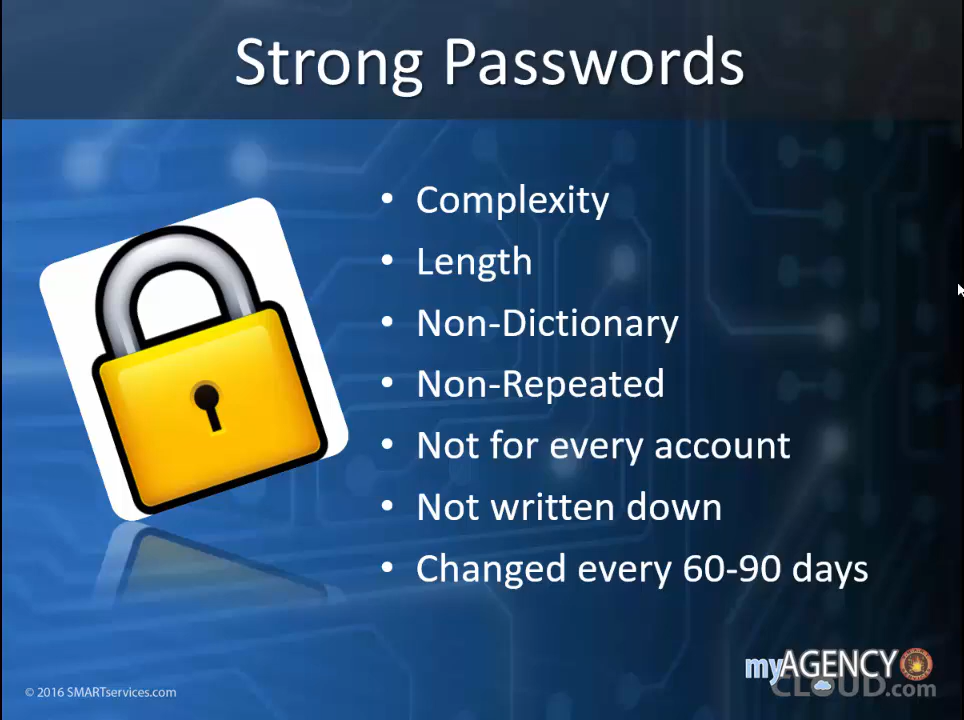 Strong Passwords
• Complexity
• Length
• Non-Dictionary
• Non-Repeated
• Not for every account
• Not written down
• Changed every 60-90 days
myAGENCY
CLOUD.com
© 2016 SMARTservices.com